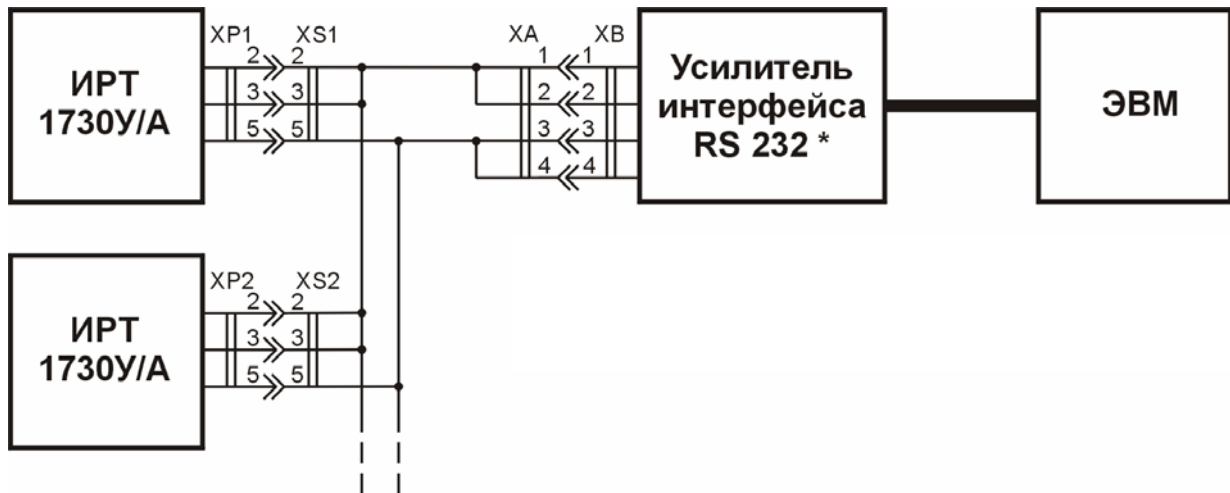 XP1 XS1 XA XB
ИРТ
1730У/А
2 2
3 3
5 5
1 1
2 2
3 3
4 4
Усилитель
интерфейса
RS 232 *
ЭВМ
XP2 XS2
ИРТ
1730У/А
2 2
3 3
5 5